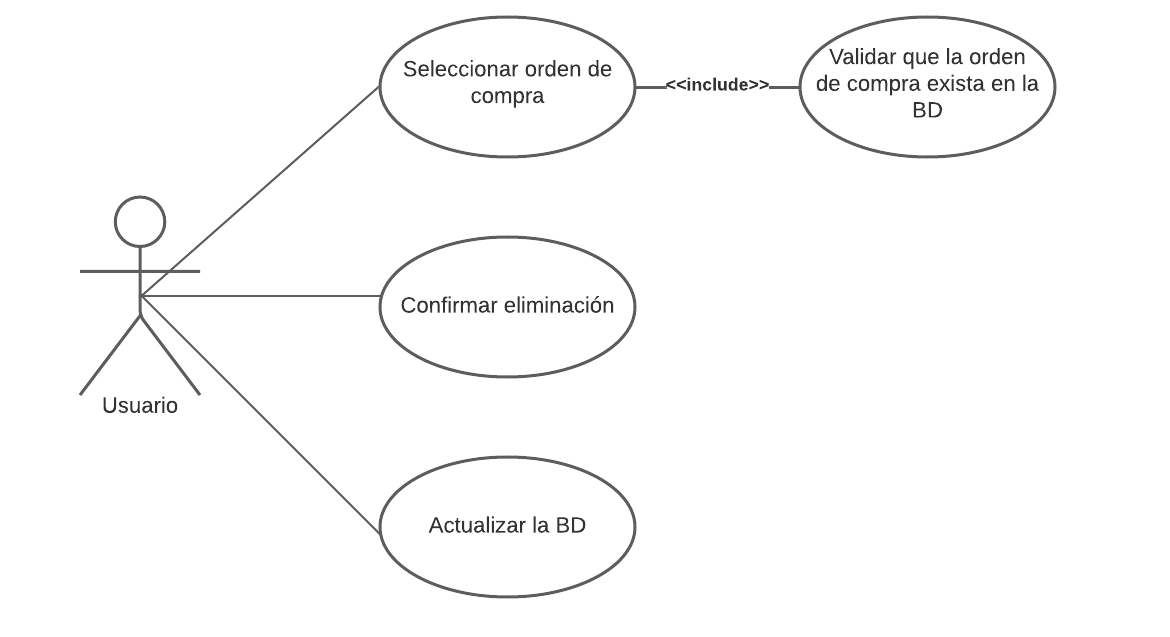 Seleccionar orden de
compra
<<include>>
Validar que la orden
de compra exista en la
BD
Confirmar eliminación
Usuario
Actualizar la BD